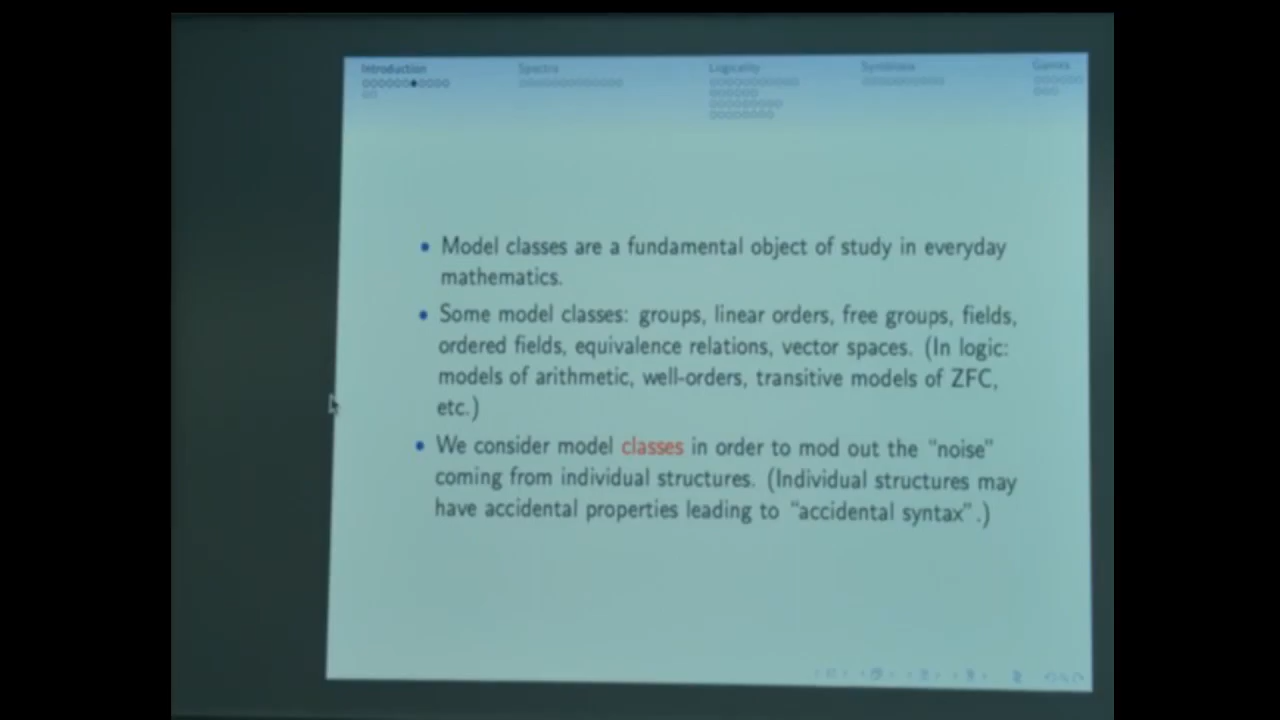 Introduction
Spectra
Logicality
Symbiosis
Games
• Model classes are a fundamental object of study in everyday
mathematics.
• Some model classes: groups, linear orders, free groups, fields,
ordered fields, equivalence relations, vector spaces. (In logic:
models of arithmetic, well-orders, transitive models of ZFC,
etc.)
• We consider model classes in order to mod out the “noise”
coming from individual structures. (Individual structures may
have accidental properties leading to “accidental syntax”.)